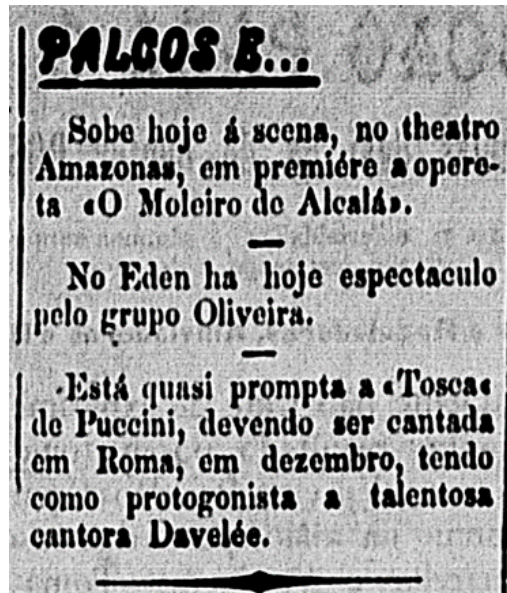 PALCOS E...
Sobe hoje á scena, no theatro
Amazonas, em premiére a opere-
ta «O Moleiro de Alcalá».
No Eden ha hoje espectaculo
pelo grupo Oliveira.
Está quasi prompta a «Tosca«
de Puccini, devendo ser cantada
em Roma, em dezembro, tendo
como protogonista a talentosa
cantora Davelée.